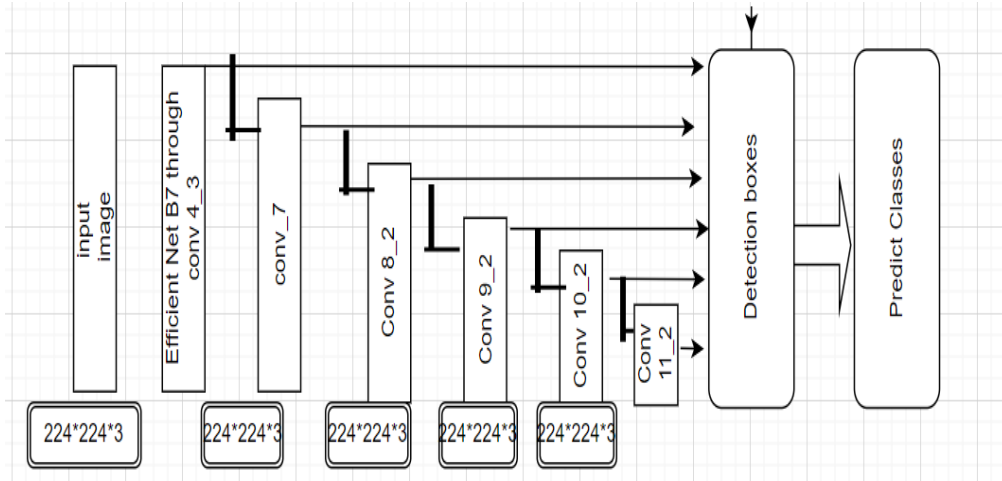 input
image
Efficient Net B7 through
conv 4_3
conv_7
Conv 8_2
Conv 9_2
Conv 10_2
Conv
11_2
Detection boxes
Predict Classes
224*224*3
224*224*3
224*224*3
224*224*3
224*224*3